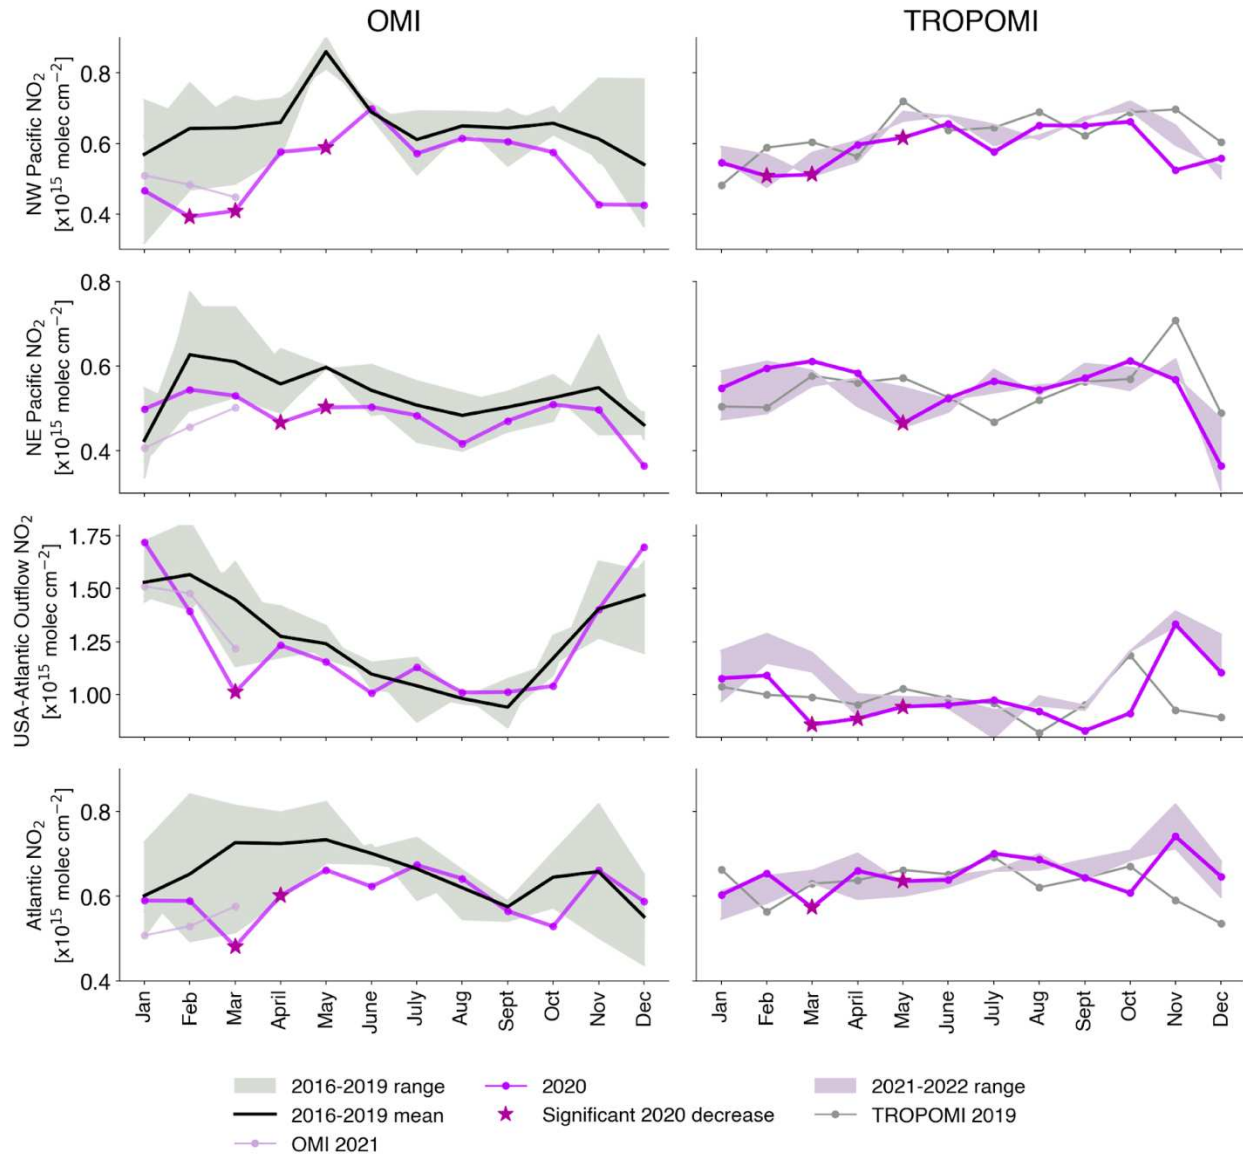 OMI
TROPOMI
NW Pacific NO2
[x10^15 molec cm^−2]
0.8
0.6
0.4
NE Pacific NO2
[x10^15 molec cm^−2]
0.8
0.6
0.4
USA-Atlantic Outflow NO2
[x10^15 molec cm^−2]
1.75
1.50
1.25
1.00
Atlantic NO2
[x10^15 molec cm^−2]
0.8
0.6
0.4
Jan Feb Mar April May June July Aug Sept Oct Nov Dec
Jan Feb Mar April May June July Aug Sept Oct Nov Dec
2016-2019 range
2016-2019 mean
OMI 2021
2020
Significant 2020 decrease
2021-2022 range
TROPOMI 2019